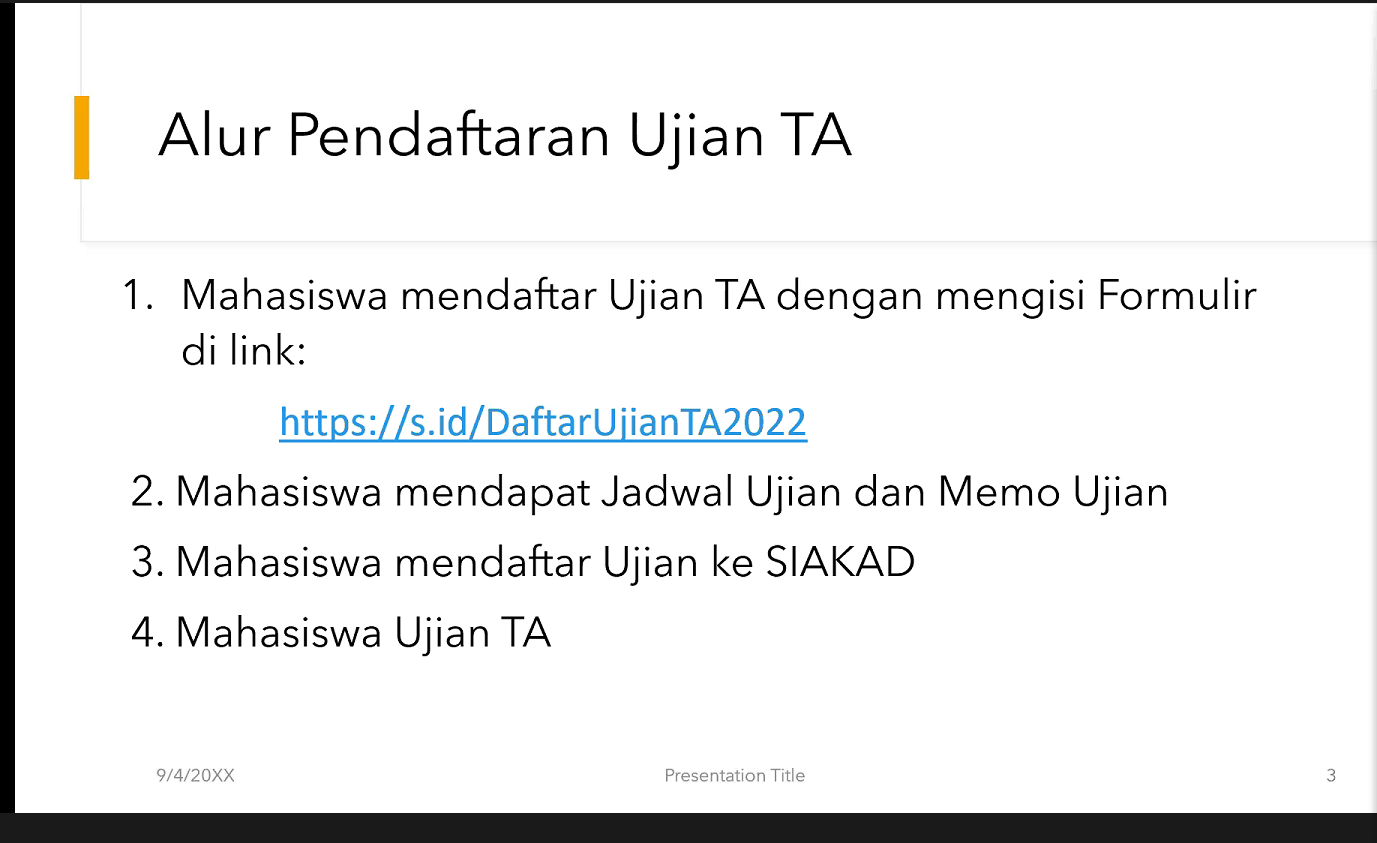 Alur Pendaftaran Ujian TA
1. Mahasiswa mendaftar Ujian TA dengan mengisi Formulir
di link:
https://s.id/DaftarUjianTA2022
2. Mahasiswa mendapat Jadwal Ujian dan Memo Ujian
3. Mahasiswa mendaftar Ujian ke SIAKAD
4. Mahasiswa Ujian TA
9/4/20XX
Presentation Title
3